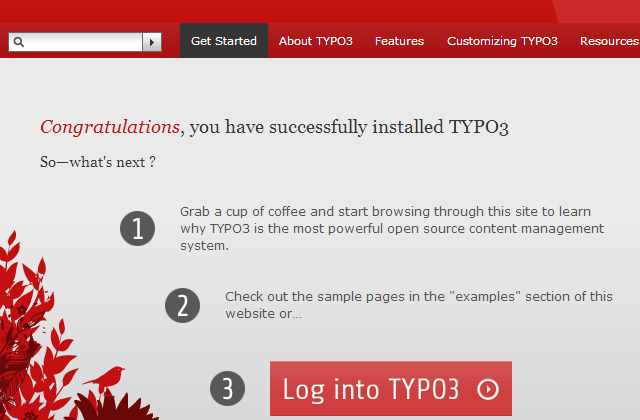 Get Started About TYPO3 Features Customizing TYPO3 Resources
Congratulations, you have successfully installed TYPO3
So—what's next ?
1 Grab a cup of coffee and start browsing through this site to learn
why TYPO3 is the most powerful open source content management
system.
2 Check out the sample pages in the "examples" section of this
website or...
3 Log into TYPO3